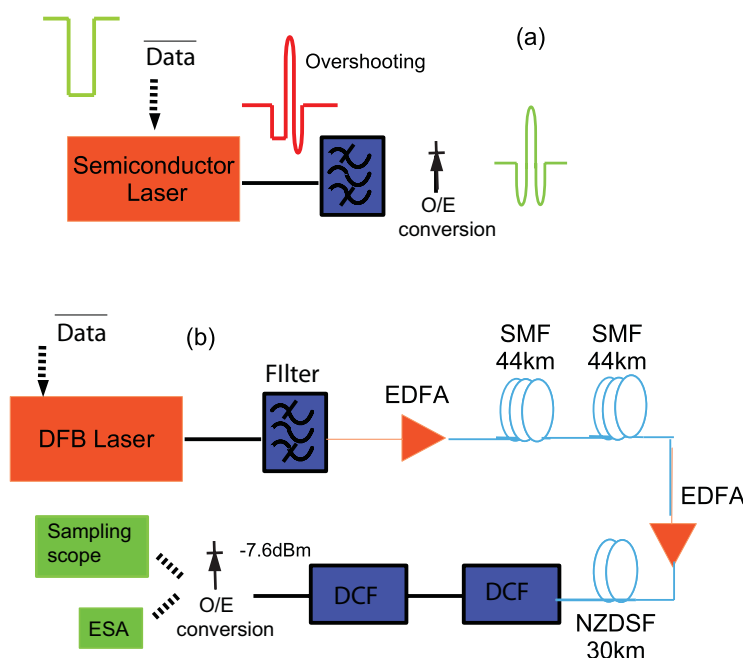 (a)
Data
Overshooting
Semiconductor
Laser
O/E
conversion
(b)
Data
SMF
44km
SMF
44km
FIlter
EDFA
DFB Laser
EDFA
Sampling
scope
-7.6dBm
O/E
conversion
DCF
DCF
ESA
NZDSF
30km